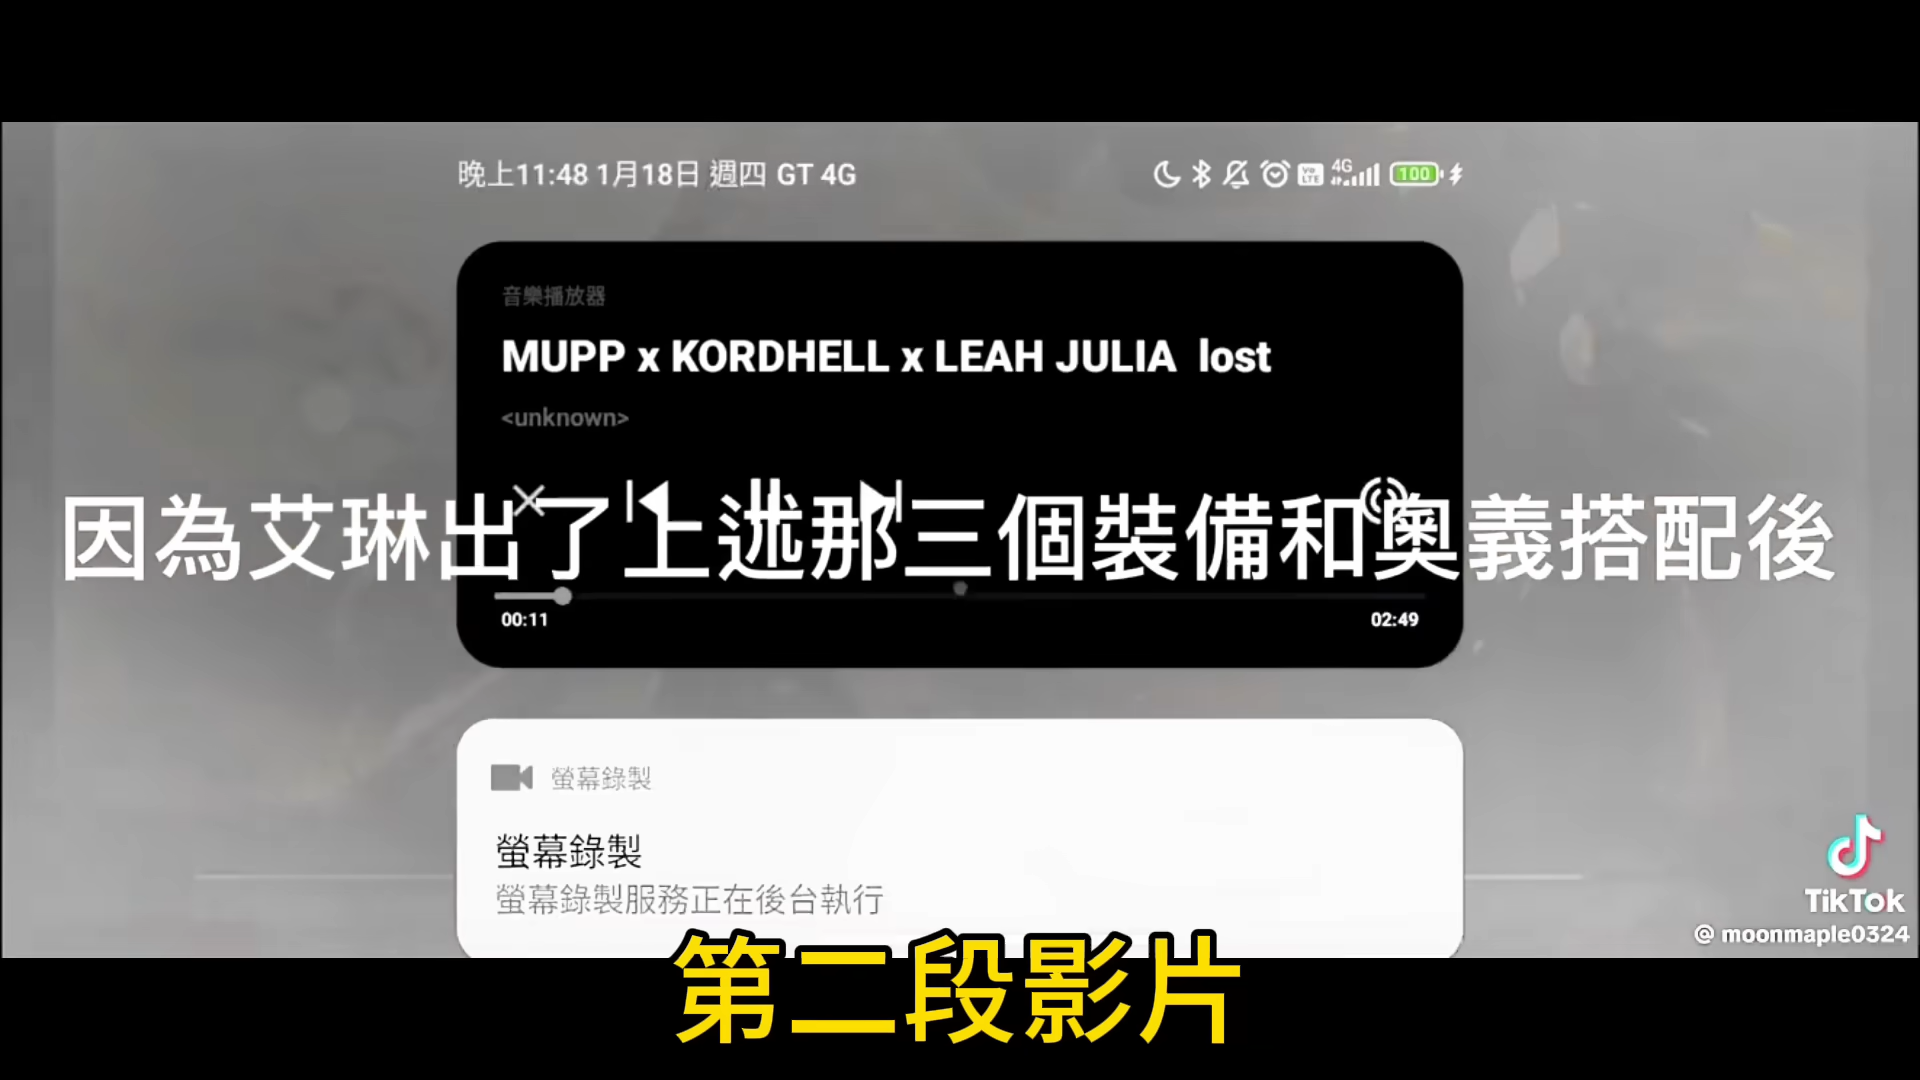 晚上11:48 1月18日 週四 GT 4G
4G
100
音樂播放器
MUPP x KORDHELL x LEAH JULIA lost
<unknown>
因為艾琳出了上述那三個裝備和奧義搭配後
00:11
02:49
螢幕錄製
螢幕錄製
螢幕錄製服務正在後台執行
TikTok
@ moonmaple0324
第二段影片